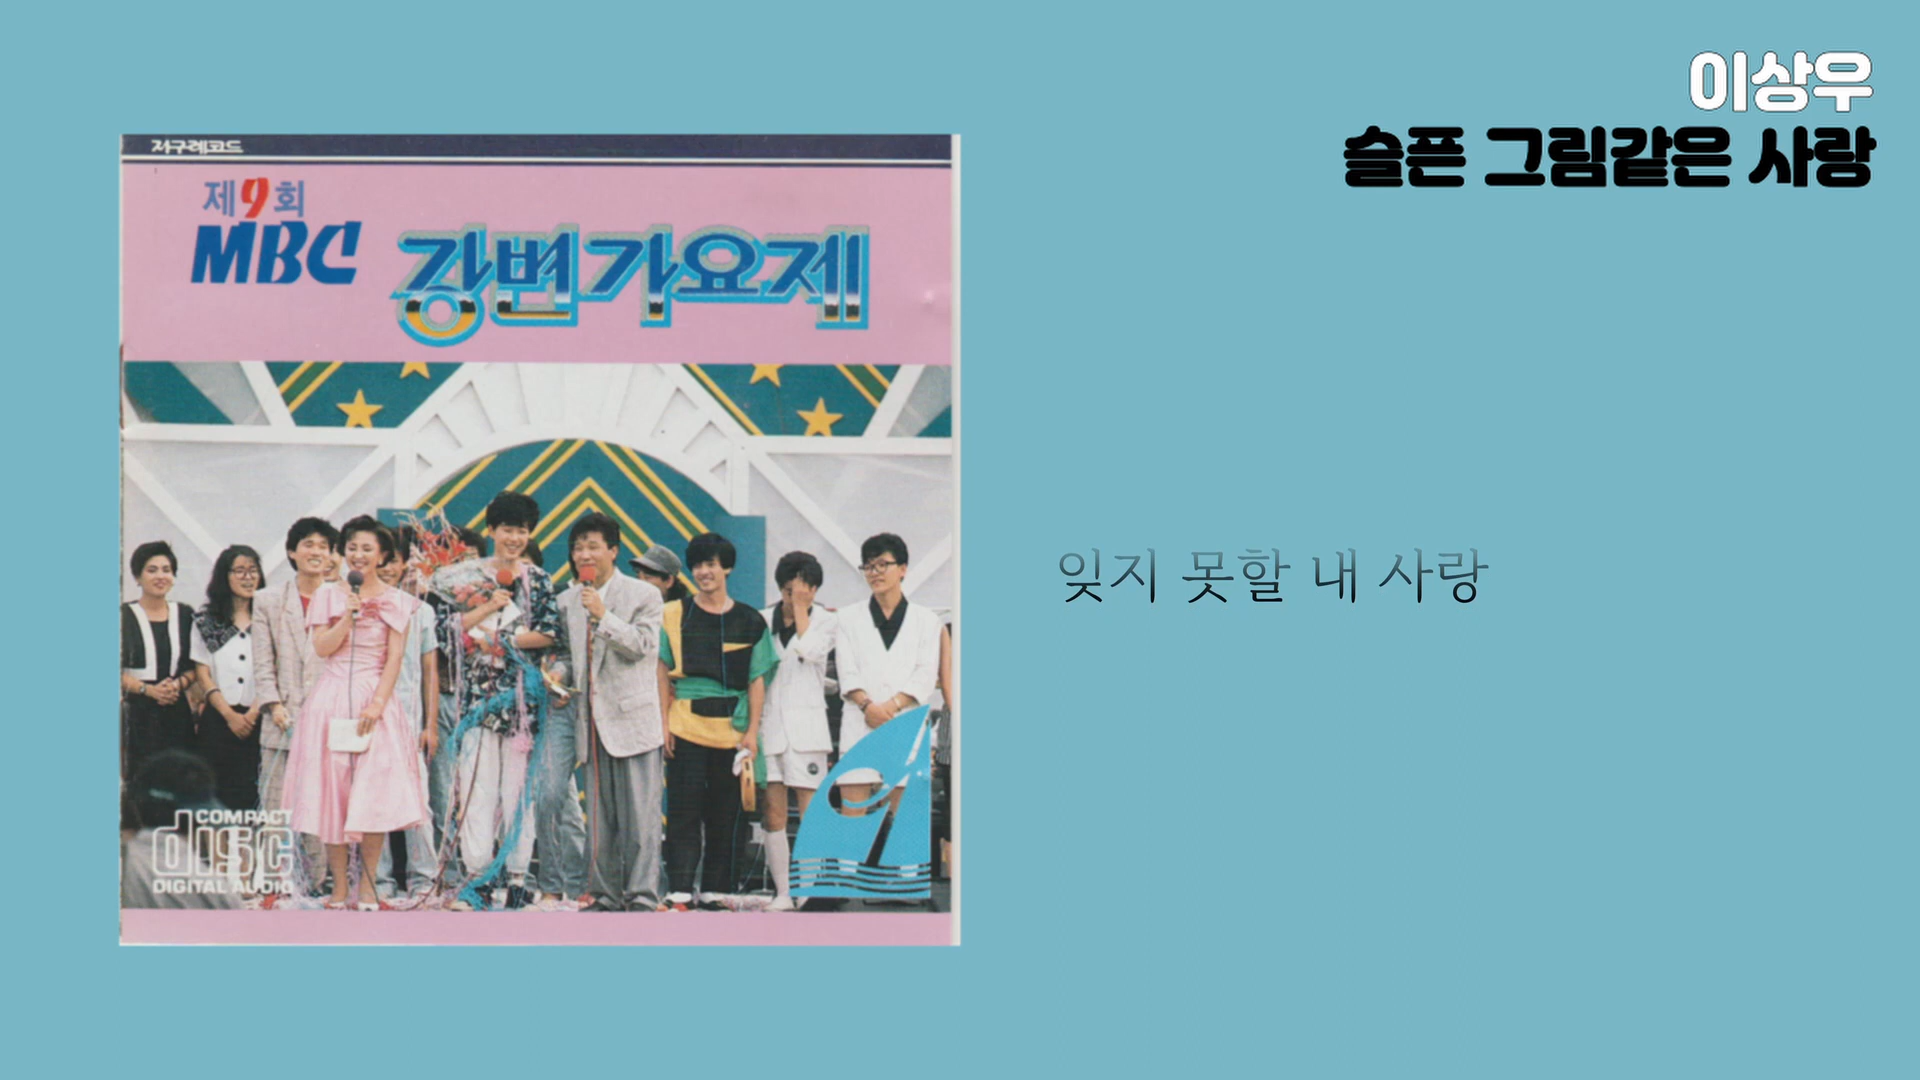 이상우
슬픈 그림같은 사랑
지구레코드
제9회
MBC 강변가요제
잊지 못할 내 사랑
COMPACT
disc
DIGITAL AUDIO